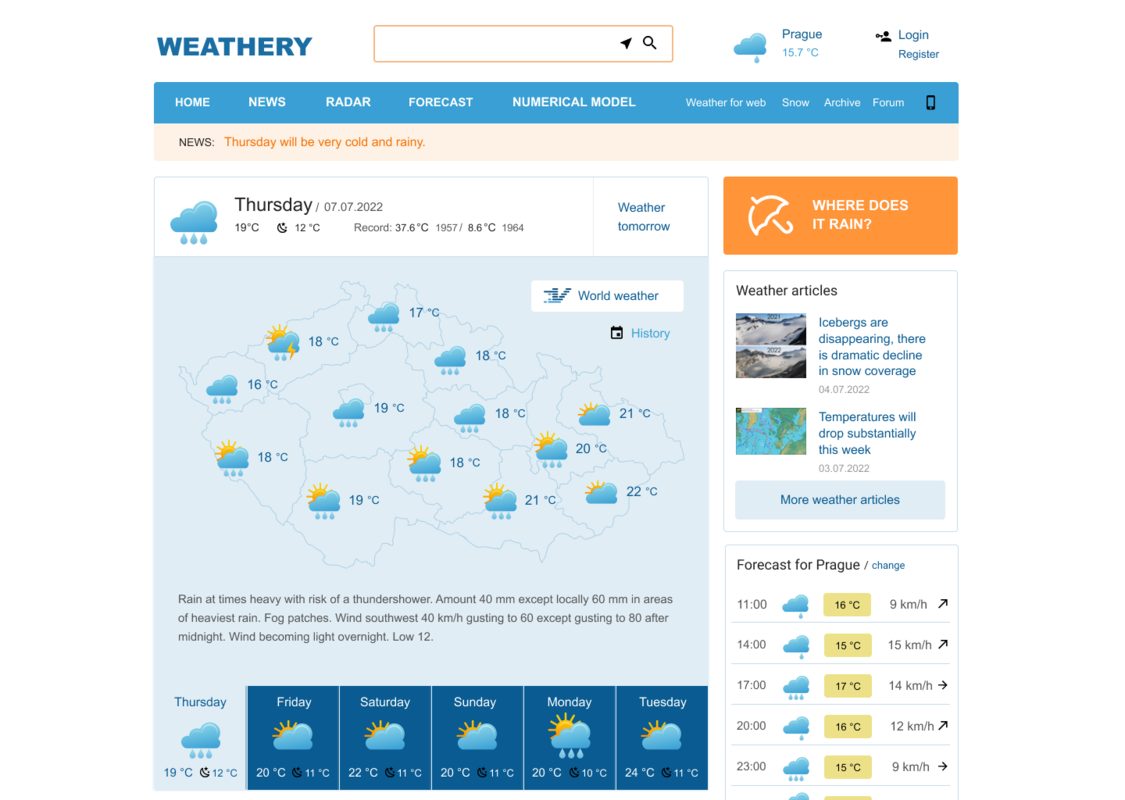 WEATHERY
Prague
15.7 °C
Login
Register
HOME NEWS RADAR FORECAST NUMERICAL MODEL Weather for web Snow Archive Forum
NEWS: Thursday will be very cold and rainy.
Thursday / 07.07.2022
19°C 12 °C Record: 37.6 °C 1957 / 8.6 °C 1964
Weather
tomorrow
WHERE DOES
IT RAIN?
World weather
History
17 °C
18 °C
18 °C
16 °C
19 °C
18 °C
21 °C
18 °C
18 °C
20 °C
19 °C
21 °C
22 °C
Rain at times heavy with risk of a thundershower. Amount 40 mm except locally 60 mm in areas
of heaviest rain. Fog patches. Wind southwest 40 km/h gusting to 60 except gusting to 80 after
midnight. Wind becoming light overnight. Low 12.
Thursday Friday Saturday Sunday Monday Tuesday
19 °C 12 °C 20 °C 11 °C 22 °C 11 °C 20 °C 11 °C 20 °C 10 °C 24 °C 11 °C
Weather articles
2021
2022
Icebergs are
disappearing, there
is dramatic decline
in snow coverage
04.07.2022
Temperatures will
drop substantially
this week
03.07.2022
More weather articles
Forecast for Prague / change
11:00 16 °C 9 km/h
14:00 15 °C 15 km/h
17:00 17 °C 14 km/h
20:00 16 °C 12 km/h
23:00 15 °C 9 km/h